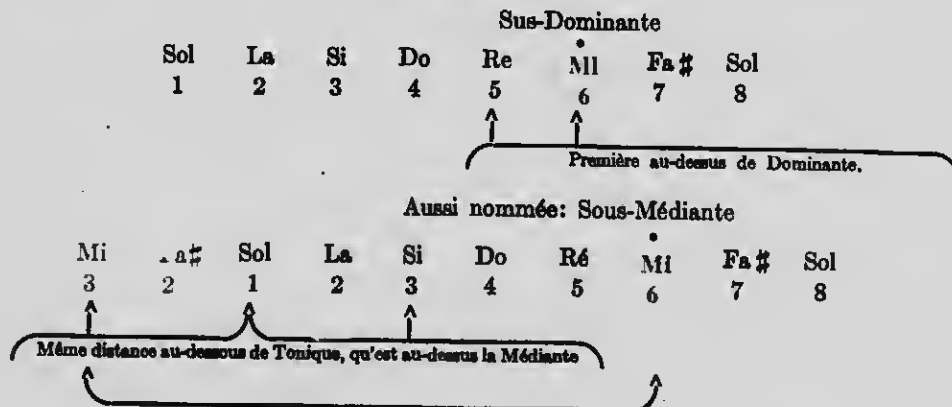 Sus-Dominante
Sol La Si Do Re MI Fa# Sol
1 2 3 4 5 6 7 8
Première au-dessus de Dominante.
Aussi nommée: Sous-Médiante
Mi a# Sol La Si Do Ré Mi Fa# Sol
3 2 1 2 3 4 5 6 7 8
Même distance au-dessous de Tonique, qu'est au-dessus la Médiante